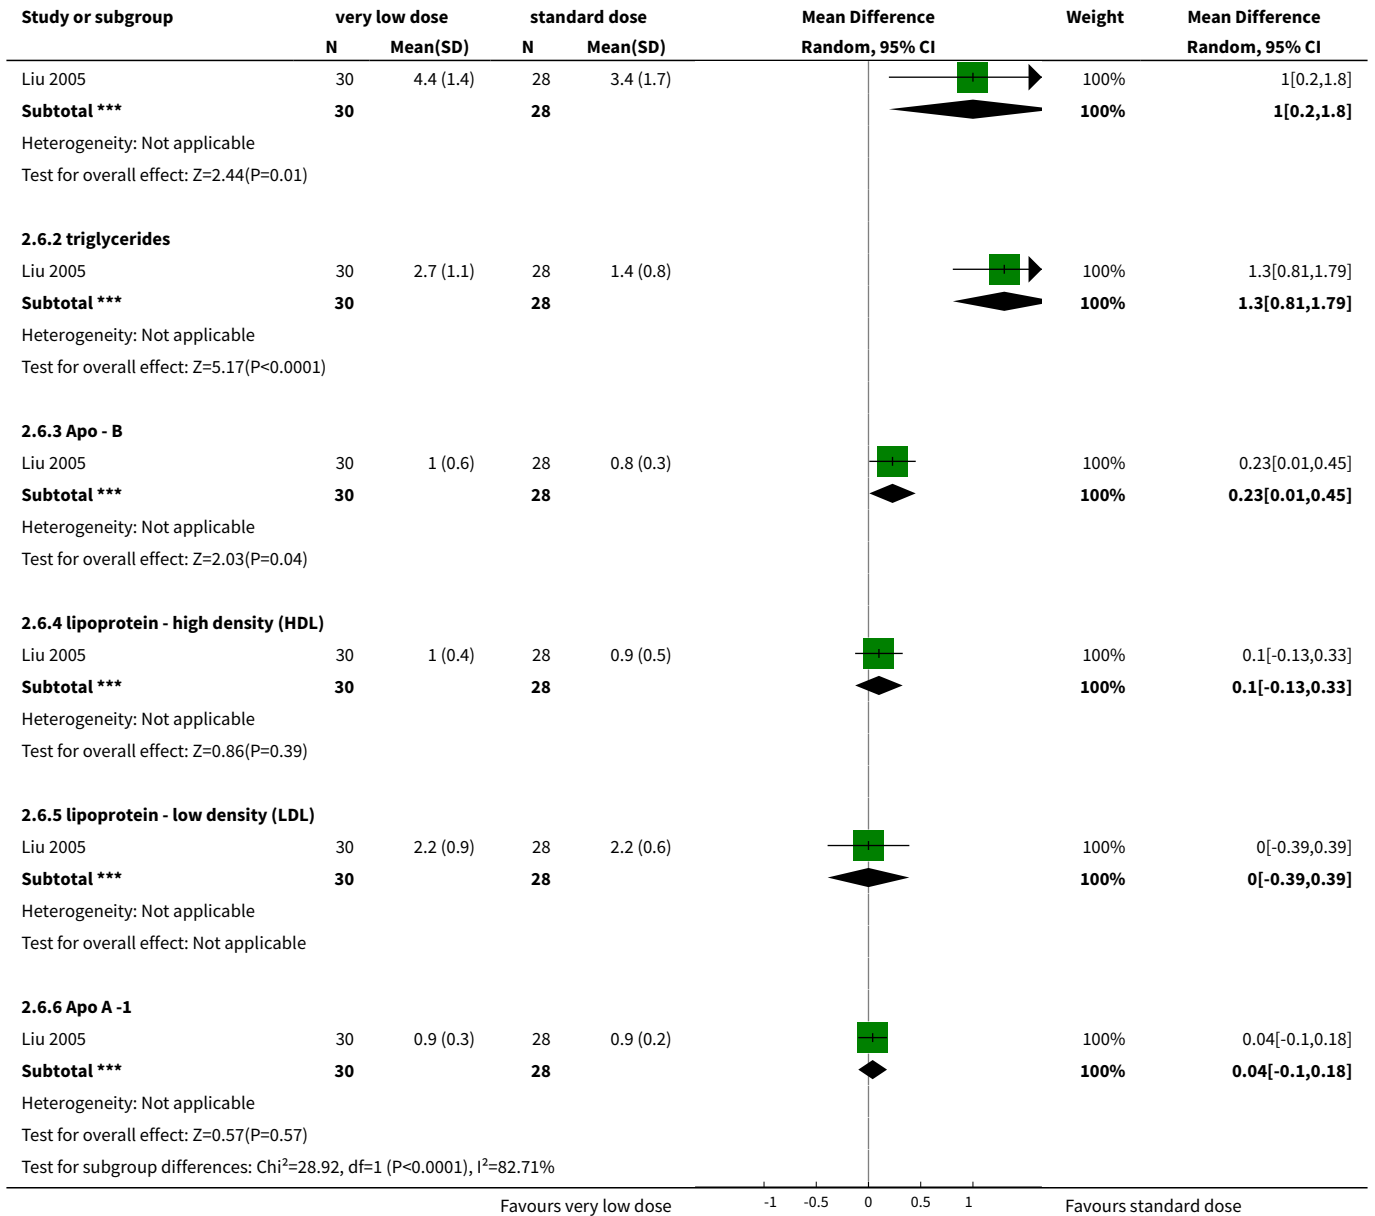 Study or subgroup very low dose standard dose Mean Difference Weight Mean Difference
N Mean(SD) N Mean(SD) Random, 95% CI Random, 95% CI
Liu 2005 30 4.4 (1.4) 28 3.4 (1.7) 100% 1[0.2,1.8]
Subtotal *** 30 28 100% 1[0.2,1.8]
Heterogeneity: Not applicable
Test for overall effect: Z=2.44(P=0.01)
2.6.2 triglycerides
Liu 2005 30 2.7 (1.1) 28 1.4 (0.8) 100% 1.3[0.81,1.79]
Subtotal *** 30 28 100% 1.3[0.81,1.79]
Heterogeneity: Not applicable
Test for overall effect: Z=5.17(P<0.0001)
2.6.3 Apo - B
Liu 2005 30 1 (0.6) 28 0.8 (0.3) 100% 0.23[0.01,0.45]
Subtotal *** 30 28 100% 0.23[0.01,0.45]
Heterogeneity: Not applicable
Test for overall effect: Z=2.03(P=0.04)
2.6.4 lipoprotein - high density (HDL)
Liu 2005 30 1 (0.4) 28 0.9 (0.5) 100% 0.1[-0.13,0.33]
Subtotal *** 30 28 100% 0.1[-0.13,0.33]
Heterogeneity: Not applicable
Test for overall effect: Z=0.86(P=0.39)
2.6.5 lipoprotein - low density (LDL)
Liu 2005 30 2.2 (0.9) 28 2.2 (0.6) 100% 0[-0.39,0.39]
Subtotal *** 30 28 100% 0[-0.39,0.39]
Heterogeneity: Not applicable
Test for overall effect: Not applicable
2.6.6 Apo A -1
Liu 2005 30 0.9 (0.3) 28 0.9 (0.2) 100% 0.04[-0.1,0.18]
Subtotal *** 30 28 100% 0.04[-0.1,0.18]
Heterogeneity: Not applicable
Test for overall effect: Z=0.57(P=0.57)
Test for subgroup differences: Chi²=28.92, df=1 (P<0.0001), I²=82.71%
Favours very low dose -1 -0.5 0 0.5 1 Favours standard dose